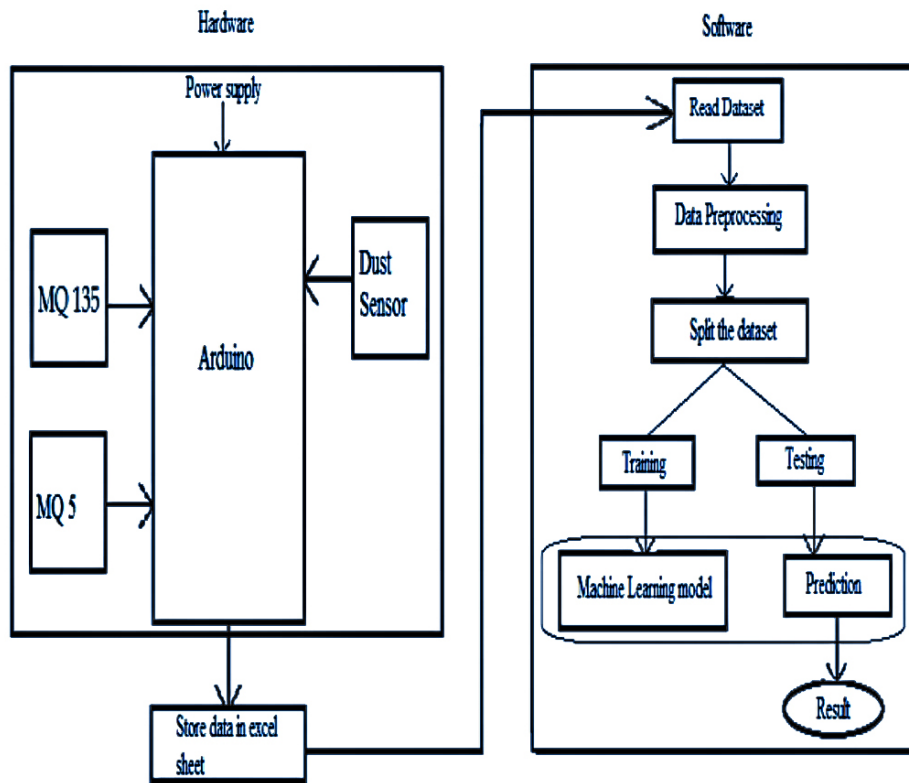 Hardware
Power supply
MQ 135
Arduino
Dust
Sensor
MQ 5
Store data in excel
sheet
Software
Read Dataset
Data Preprocessing
Split the dataset
Training
Testing
Machine Learning model
Prediction
Result